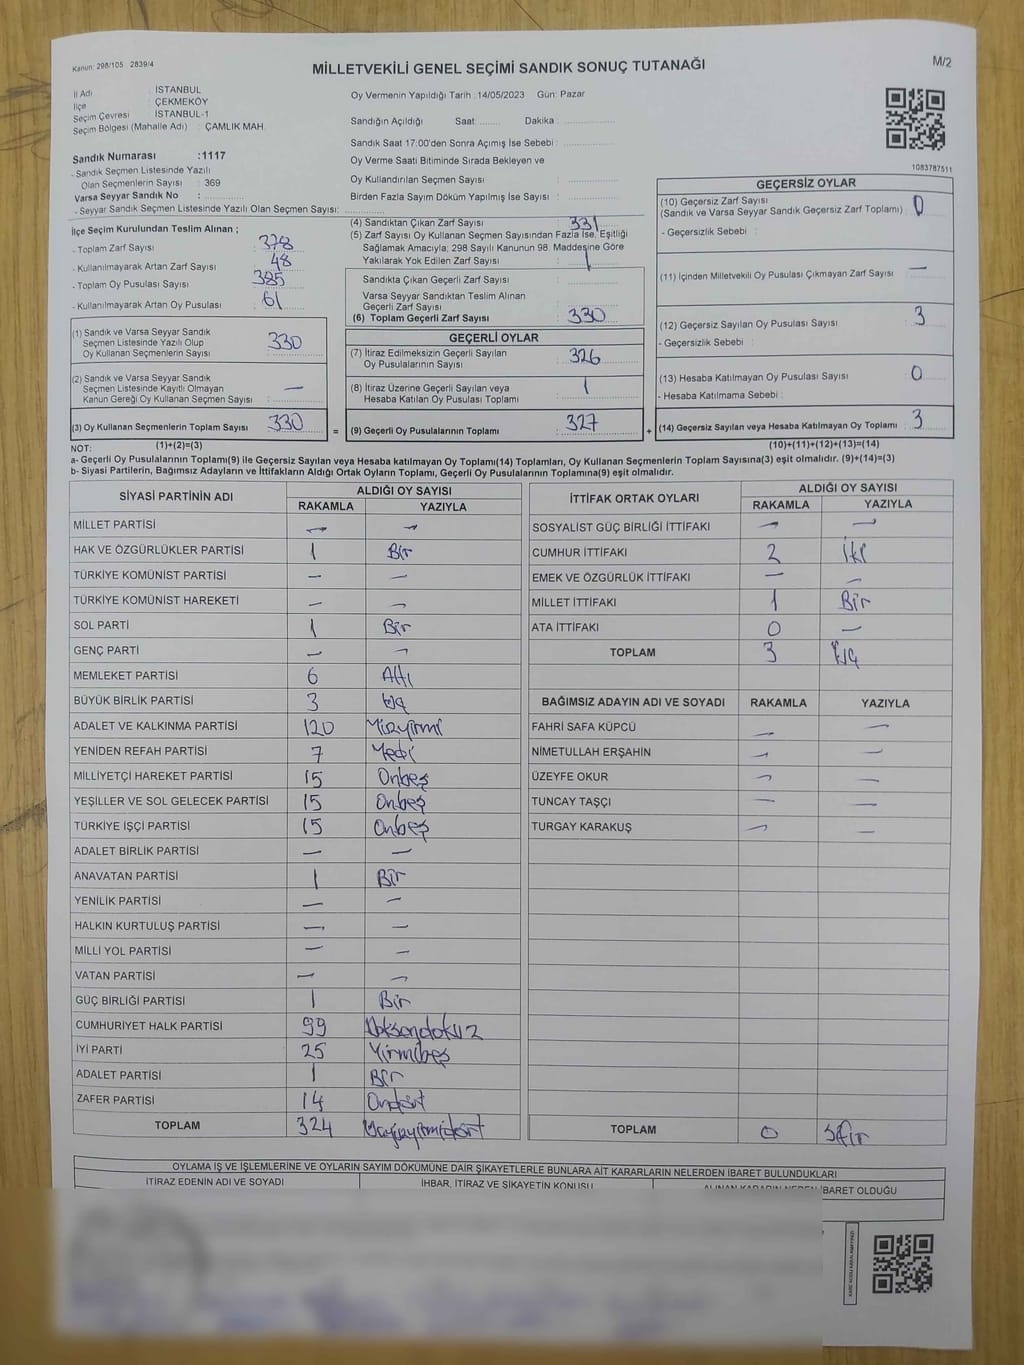 Kanun: 298/105 2839/4
M/2
MİLLETVEKİLİ GENEL SEÇİMİ SANDIK SONUÇ TUTANAĞI
İl Adı : İSTANBUL
İlçe : ÇEKMEKÖY
Seçim Çevresi : İSTANBUL-1
Seçim Bölgesi (Mahalle Adı) : ÇAMLIK MAH.
Sandık Numarası :1117
- Sandık Seçmen Listesinde Yazılı
Olan Seçmenlerin Sayısı : 369
Varsa Seyyar Sandık No :
- Seyyar Sandık Seçmen Listesinde Yazılı Olan Seçmen Sayısı:
İlçe Seçim Kurulundan Teslim Alınan ;
- Toplam Zarf Sayısı : 378
- Kullanılmayarak Artan Zarf Sayısı : 48
- Toplam Oy Pusulası Sayısı : 385
- Kullanılmayarak Artan Oy Pusulası : 61
(1) Sandık ve Varsa Seyyar Sandık
Seçmen Listesinde Yazılı Olup
Oy Kullanan Seçmenlerin Sayısı : 330
(2) Sandık ve Varsa Seyyar Sandık
Seçmen Listesinde Kayıtlı Olmayan
Kanun Gereği Oy Kullanan Seçmen Sayısı : —
(3) Oy Kullanan Seçmenlerin Toplam Sayısı : 330
Oy Vermenin Yapıldığı Tarih :14/05/2023 Gün: Pazar
Sandığın Açıldığı Saat: ........ Dakika : ................
Sandık Saat 17:00'den Sonra Açımış İse Sebebi : ................
Oy Verme Saati Bitiminde Sırada Bekleyen ve
Oy Kullandırılan Seçmen Sayısı : ................
Birden Fazla Sayım Döküm Yapılmış İse Sayısı : ................
(4) Sandıktan Çıkan Zarf Sayısı : 331
(5) Zarf Sayısı Oy Kullanan Seçmen Sayısından Fazla İse, Eşitliği
Sağlamak Amacıyla; 298 Sayılı Kanunun 98. Maddesine Göre
Yakılarak Yok Edilen Zarf Sayısı : 1
Sandıkta Çıkan Geçerli Zarf Sayısı : ................
Varsa Seyyar Sandıktan Teslim Alınan
Geçerli Zarf Sayısı : ................
(6) Toplam Geçerli Zarf Sayısı : 330
GEÇERLİ OYLAR
(7) İtiraz Edilmeksizin Geçerli Sayılan
Oy Pusulalarının Sayısı : 326
(8) İtiraz Üzerine Geçerli Sayılan veya
Hesaba Katılan Oy Pusulası Toplamı : 1
= (9) Geçerli Oy Pusulalarının Toplamı : 327 +
1083787511
GEÇERSİZ OYLAR
(10) Geçersiz Zarf Sayısı
(Sandık ve Varsa Seyyar Sandık Geçersiz Zarf Toplamı) : 0
- Geçersizlik Sebebi :
(11) İçinden Milletvekili Oy Pusulası Çıkmayan Zarf Sayısı : —
(12) Geçersiz Sayılan Oy Pusulası Sayısı : 3
- Geçersizlik Sebebi :
(13) Hesaba Katılmayan Oy Pusulası Sayısı : 0
- Hesaba Katılmama Sebebi :
(14) Geçersiz Sayılan veya Hesaba Katılmayan Oy Toplamı : 3
NOT: (1)+(2)=(3) (10)+(11)+(12)+(13)=(14)
a- Geçerli Oy Pusulalarının Toplamı(9) ile Geçersiz Sayılan veya Hesaba katılmayan Oy Toplamı(14) Toplamları, Oy Kullanan Seçmenlerin Toplam Sayısına(3) eşit olmalıdır. (9)+(14)=(3)
b- Siyasi Partilerin, Bağımsız Adayların ve İttifakların Aldığı Ortak Oyların Toplamı, Geçerli Oy Pusulalarının Toplamına(9) eşit olmalıdır.
SİYASİ PARTİNİN ADI ALDIĞI OY SAYISI
RAKAMLA YAZIYLA
MİLLET PARTİSİ — —
HAK VE ÖZGÜRLÜKLER PARTİSİ 1 Bir
TÜRKİYE KOMÜNİST PARTİSİ — —
TÜRKİYE KOMÜNİST HAREKETİ — —
SOL PARTİ 1 Bir
GENÇ PARTİ — —
MEMLEKET PARTİSİ 6 Altı
BÜYÜK BİRLİK PARTİSİ 3 Üç
ADALET VE KALKINMA PARTİSİ 120 Yüzyirmi
YENİDEN REFAH PARTİSİ 7 Yedi
MİLLİYETÇİ HAREKET PARTİSİ 15 Onbeş
YEŞİLLER VE SOL GELECEK PARTİSİ 15 Onbeş
TÜRKİYE İŞÇİ PARTİSİ 15 Onbeş
ADALET BİRLİK PARTİSİ — —
ANAVATAN PARTİSİ 1 Bir
YENİLİK PARTİSİ — —
HALKIN KURTULUŞ PARTİSİ — —
MİLLİ YOL PARTİSİ — —
VATAN PARTİSİ — —
GÜÇ BİRLİĞİ PARTİSİ 1 Bir
CUMHURİYET HALK PARTİSİ 99 Doksandokuz
İYİ PARTİ 25 Yirmibeş
ADALET PARTİSİ 1 Bir
ZAFER PARTİSİ 14 Ondört
TOPLAM 324 Üçyüzyirmidört
İTTİFAK ORTAK OYLARI ALDIĞI OY SAYISI
RAKAMLA YAZIYLA
SOSYALİST GÜÇ BİRLİĞİ İTTİFAKI — —
CUMHUR İTTİFAKI 2 İki
EMEK VE ÖZGÜRLÜK İTTİFAKI — —
MİLLET İTTİFAKI 1 Bir
ATA İTTİFAKI 0 —
TOPLAM 3 Üç
BAĞIMSIZ ADAYIN ADI VE SOYADI RAKAMLA YAZIYLA
FAHRİ SAFA KÜPCÜ — —
NİMETULLAH ERŞAHİN — —
ÜZEYFE OKUR — —
TUNCAY TAŞÇI — —
TURGAY KARAKUŞ — —
TOPLAM 0 Sıfır
OYLAMA İŞ VE İŞLEMLERİNE VE OYLARIN SAYIM DÖKÜMÜNE DAİR ŞİKAYETLERLE BUNLARA AİT KARARLARIN NELERDEN İBARET BULUNDUKLARI
İTİRAZ EDENİN ADI VE SOYADI İHBAR, İTİRAZ VE ŞİKAYETİN KONUSU ALINAN KARARIN NEDEN İBARET OLDUĞU